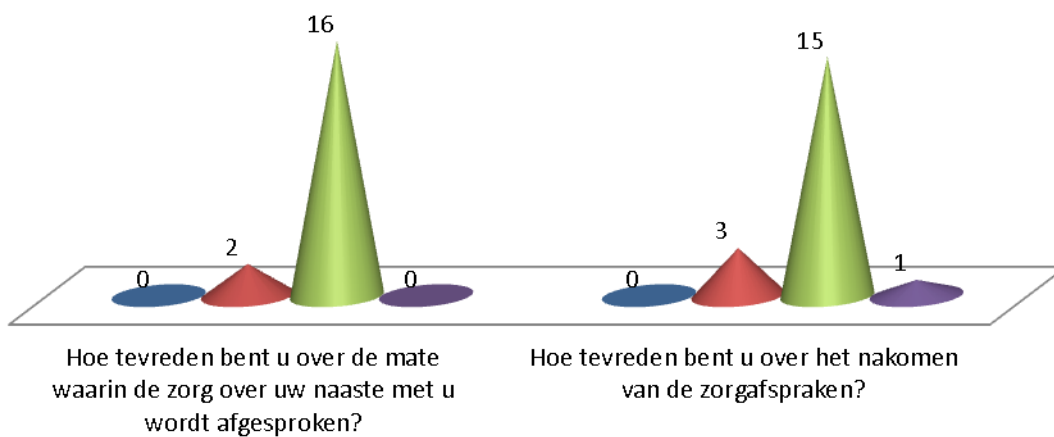 16
15
2
3
0
0
0
1
Hoe tevreden bent u over de mate
waarin de zorg over uw naaste met u
wordt afgesproken?
Hoe tevreden bent u over het nakomen
van de zorgafspraken?